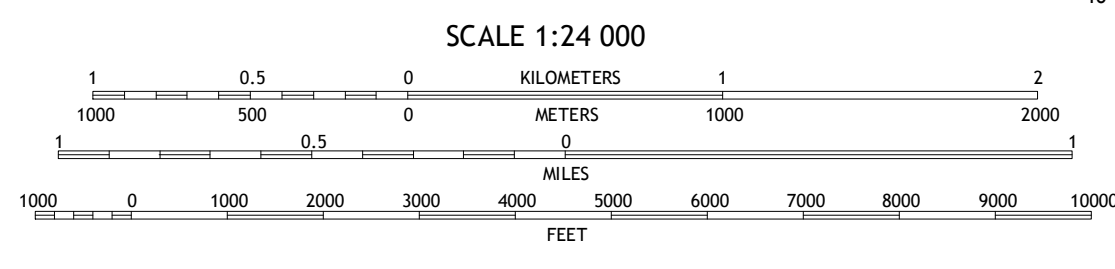 SCALE 1:24 000
1 0.5 0 KILOMETERS 1 2
1000 500 0 METERS 1000 2000
1 0.5 0 1
MILES
1000 0 1000 2000 3000 4000 5000 6000 7000 8000 9000 10000
FEET